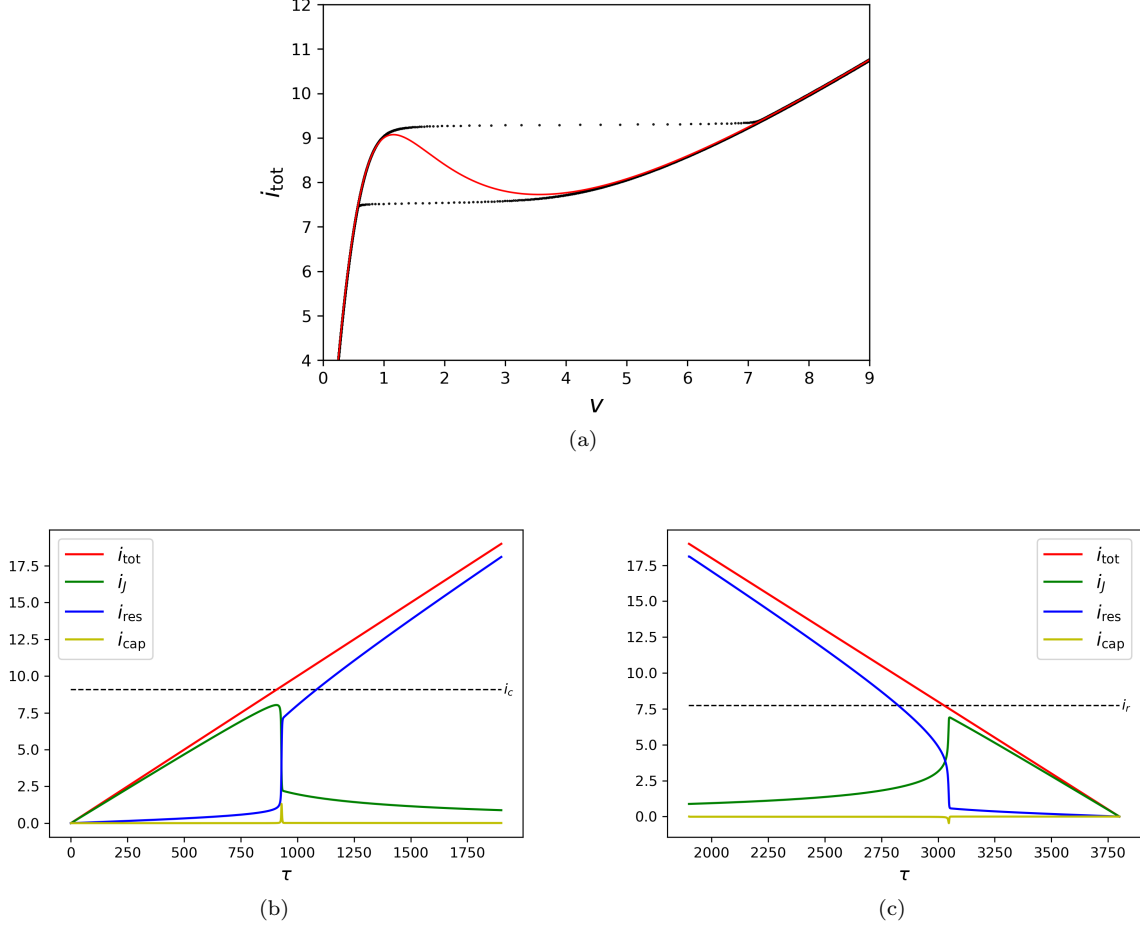 12
11
10
9
8
7
6
5
4
i_tot
0 1 2 3 4 5 6 7 8 9
v
(a)
i_tot
i_J
i_res
i_cap
17.5
15.0
12.5
10.0
7.5
5.0
2.5
0.0
i_c
0 250 500 750 1000 1250 1500 1750
τ
(b)
i_tot
i_J
i_res
i_cap
17.5
15.0
12.5
10.0
7.5
5.0
2.5
0.0
i_r
2000 2250 2500 2750 3000 3250 3500 3750
τ
(c)